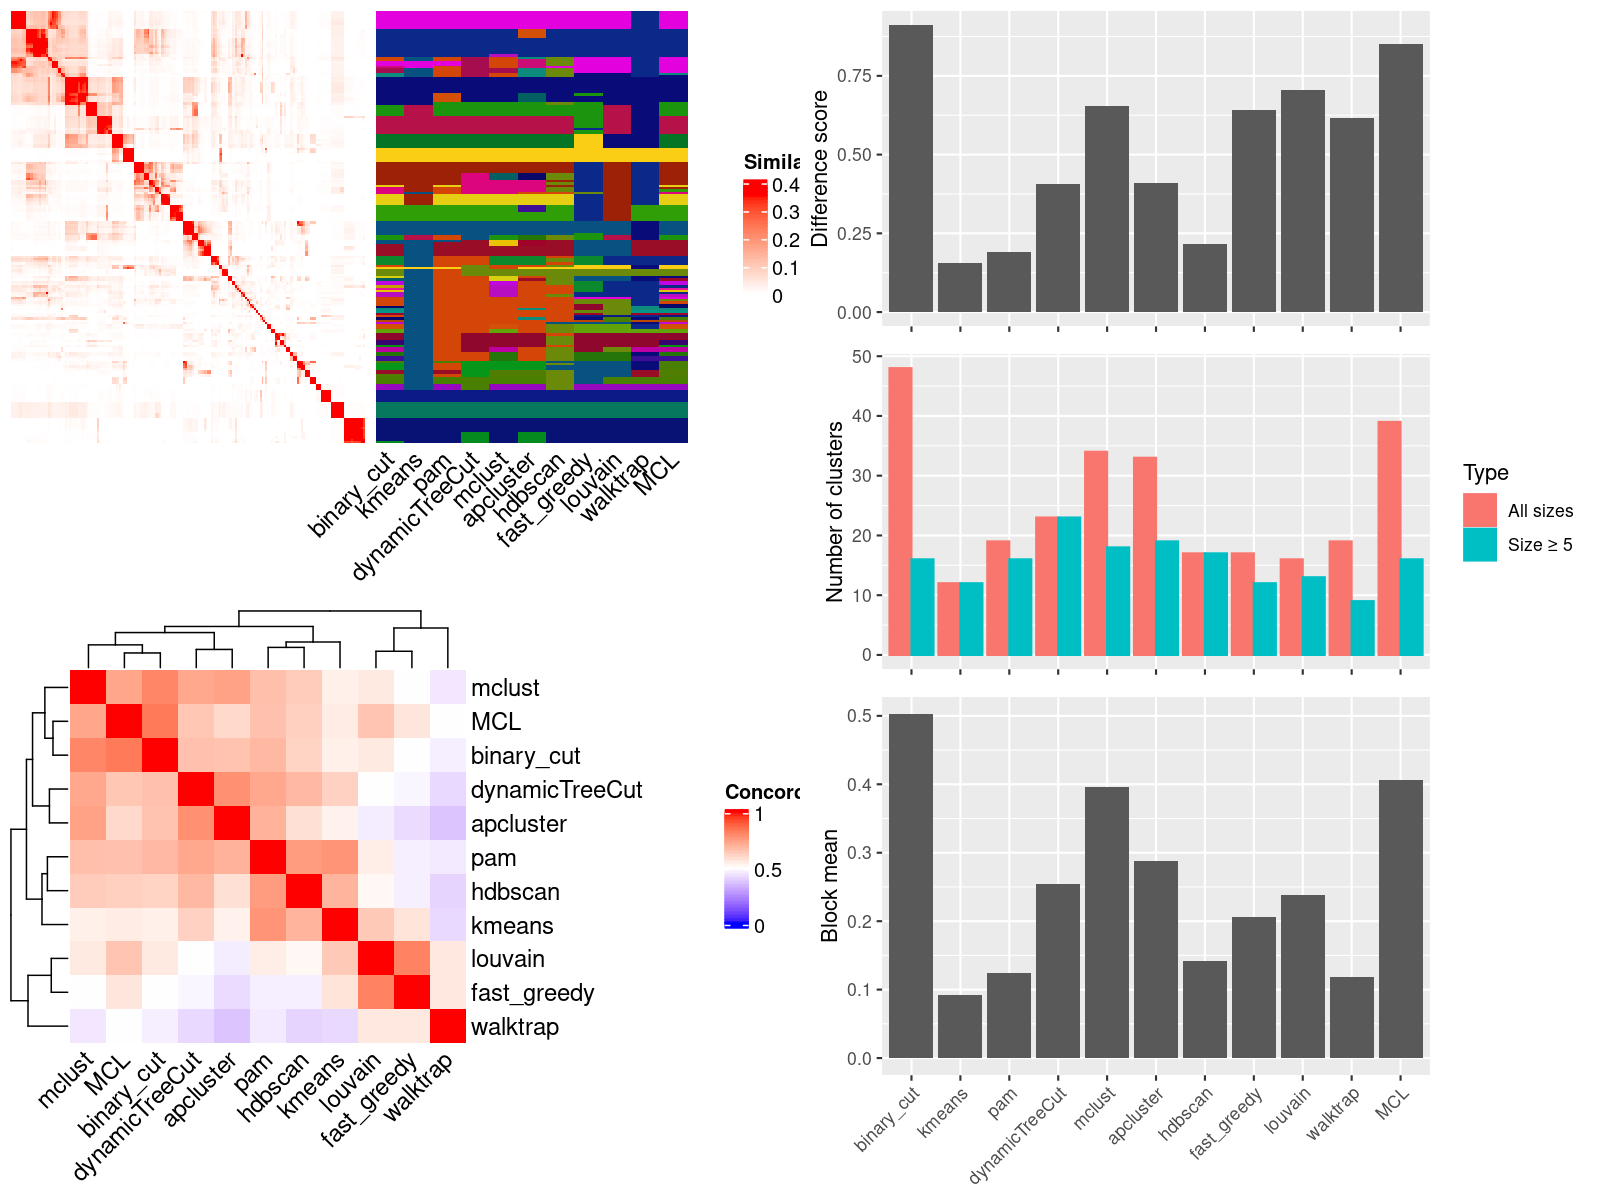 Simila
0.4
0.3
0.2
0.1
0
binary_cut
kmeans
pam
dynamicTreeCut
mclust
apcluster
hdbscan
fast_greedy
louvain
walktrap
MCL
mclust
MCL
binary_cut
dynamicTreeCut
apcluster
pam
hdbscan
kmeans
louvain
fast_greedy
walktrap
mclust
MCL
binary_cut
dynamicTreeCut
apcluster
pam
hdbscan
kmeans
louvain
fast_greedy
walktrap
Concord
1
0.5
0
Difference score
0.75
0.50
0.25
0.00
Number of clusters
50
40
30
20
10
0
Type
All sizes
Size ≥ 5
Block mean
0.5
0.4
0.3
0.2
0.1
0.0
binary_cut
kmeans
pam
dynamicTreeCut
mclust
apcluster
hdbscan
fast_greedy
louvain
walktrap
MCL